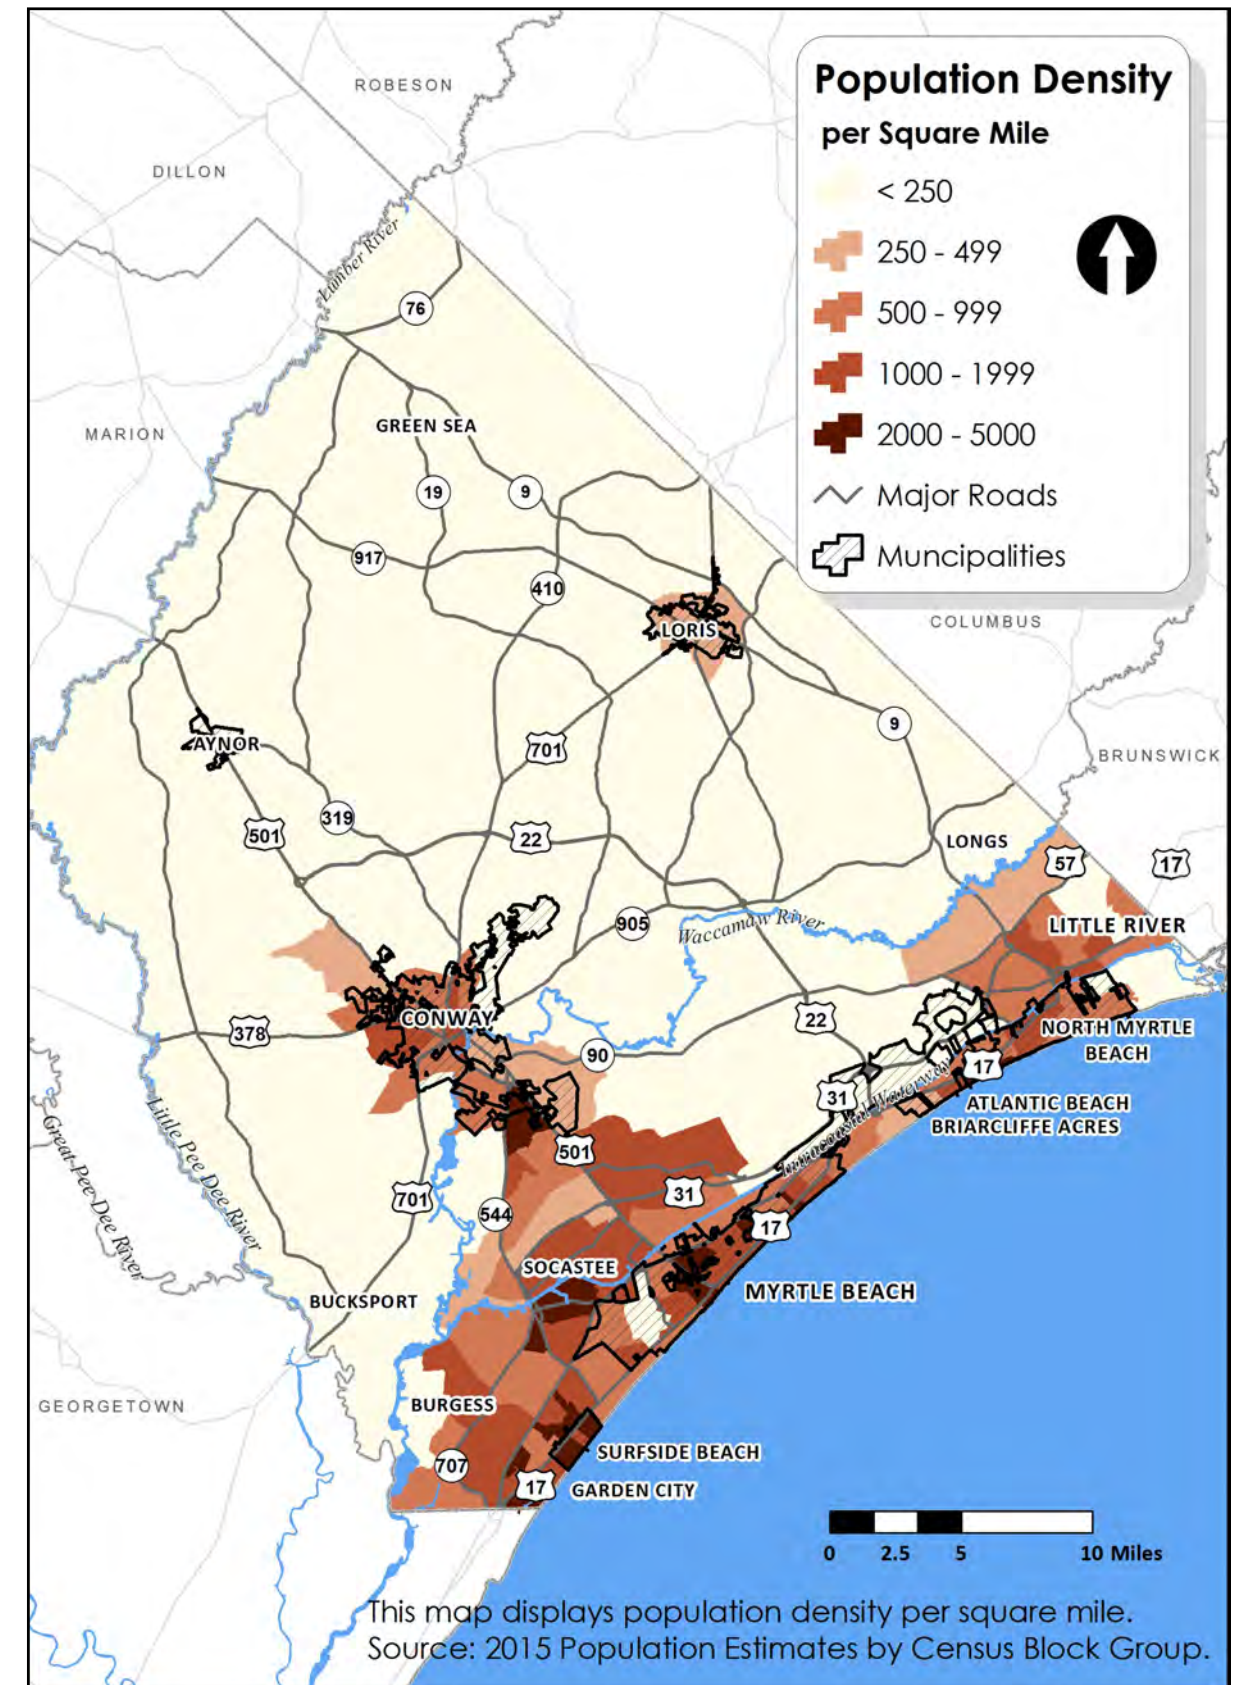 Population Density
per Square Mile
< 250
250 - 499
500 - 999
1000 - 1999
2000 - 5000
Major Roads
Muncipalities
ROBESON
DILLON
Lumber River
76
MARION
GREEN SEA
19
9
917
410
LORIS
COLUMBUS
9
AYNOR
701
BRUNSWICK
319
501
22
LONGS
57
17
905
Waccamaw River
LITTLE RIVER
CONWAY
378
22
90
NORTH MYRTLE
BEACH
17
31
ATLANTIC BEACH
BRIARCLIFFE ACRES
Intracoastal Waterway
Little Pee Dee River
Great Pee Dee River
501
701
31
544
17
SOCASTEE
MYRTLE BEACH
BUCKSPORT
GEORGETOWN
BURGESS
SURFSIDE BEACH
707
17
GARDEN CITY
0 2.5 5 10 Miles
This map displays population density per square mile.
Source: 2015 Population Estimates by Census Block Group.